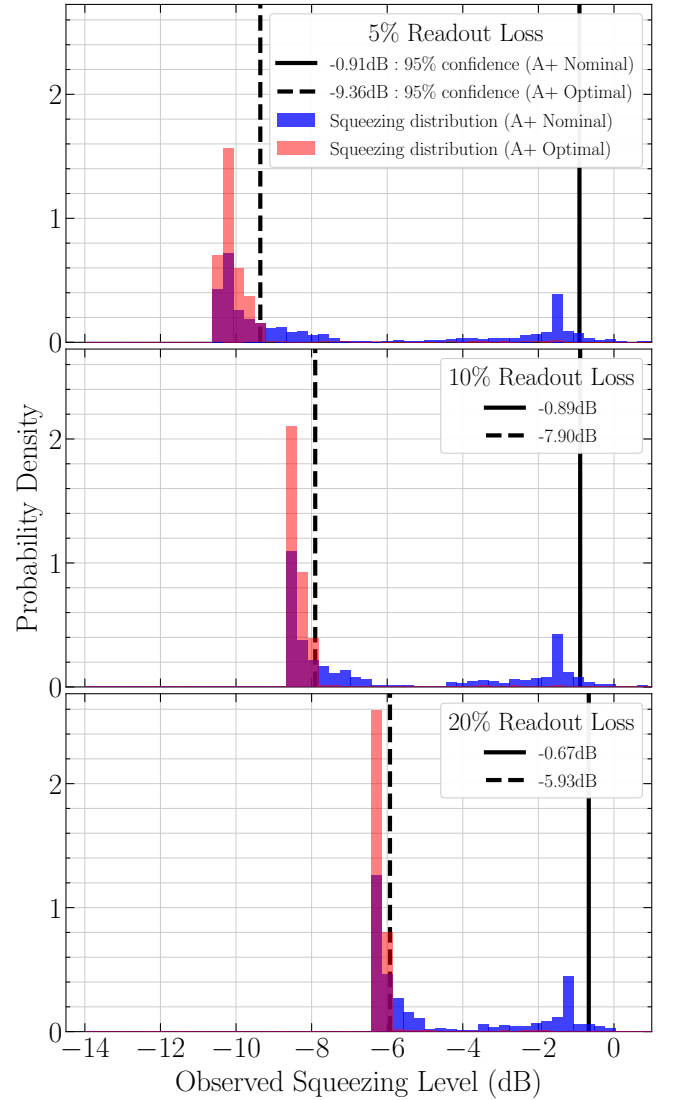 5% Readout Loss
-0.91dB : 95% confidence (A+ Nominal)
-9.36dB : 95% confidence (A+ Optimal)
Squeezing distribution (A+ Nominal)
Squeezing distribution (A+ Optimal)
2
1
0
10% Readout Loss
-0.89dB
-7.90dB
2
1
0
Probability Density
20% Readout Loss
-0.67dB
-5.93dB
2
1
0
−14 −12 −10 −8 −6 −4 −2 0
Observed Squeezing Level (dB)